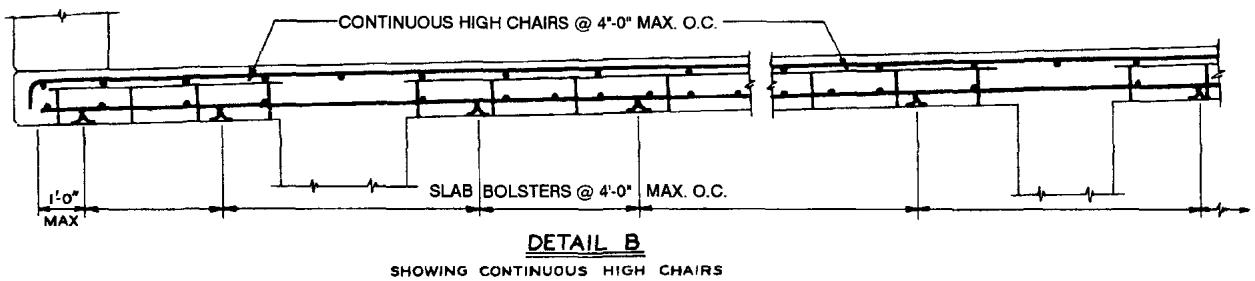 CONTINUOUS HIGH CHAIRS @ 4"-0" MAX. O.C.
SLAB BOLSTERS @ 4'-0" MAX. O.C.
1'-0"
MAX
DETAIL B
SHOWING CONTINUOUS HIGH CHAIRS